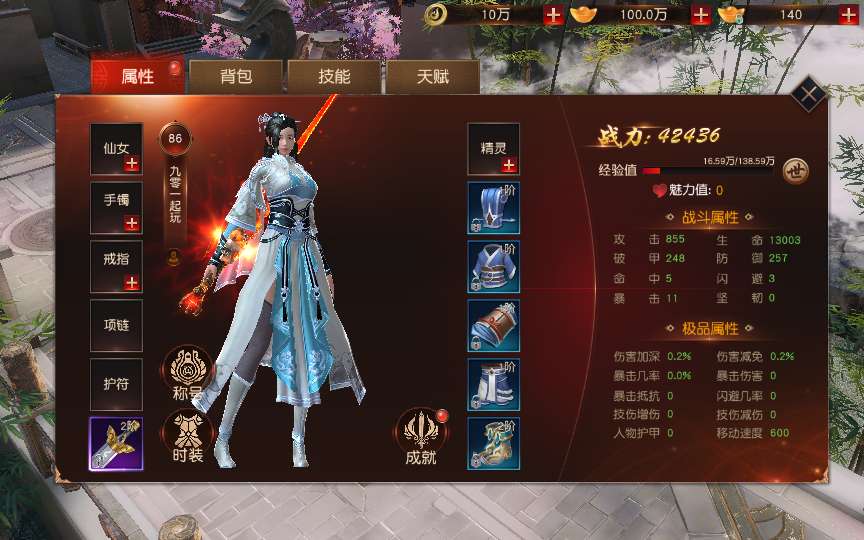 10万
100.0万
140
属性
背包
技能
天赋
仙女
手镯
戒指
项链
护符
2阶
86
九零一起玩
称号
时装
成就
精灵
1阶
阶
1阶
1阶
2阶
战力: 42436
经验值
16.59万/138.59万
世
魅力值: 0
战斗属性
攻 击 855 生 命 13003
破 甲 248 防 御 257
命 中 5 闪 避 3
暴 击 11 坚 韧 0
极品属性
伤害加深 0.2% 伤害减免 0.2%
暴击几率 0.0% 暴击伤害 0
暴击抵抗 0 闪避几率 0
技伤增伤 0 技伤减伤 0
人物护甲 0 移动速度 600